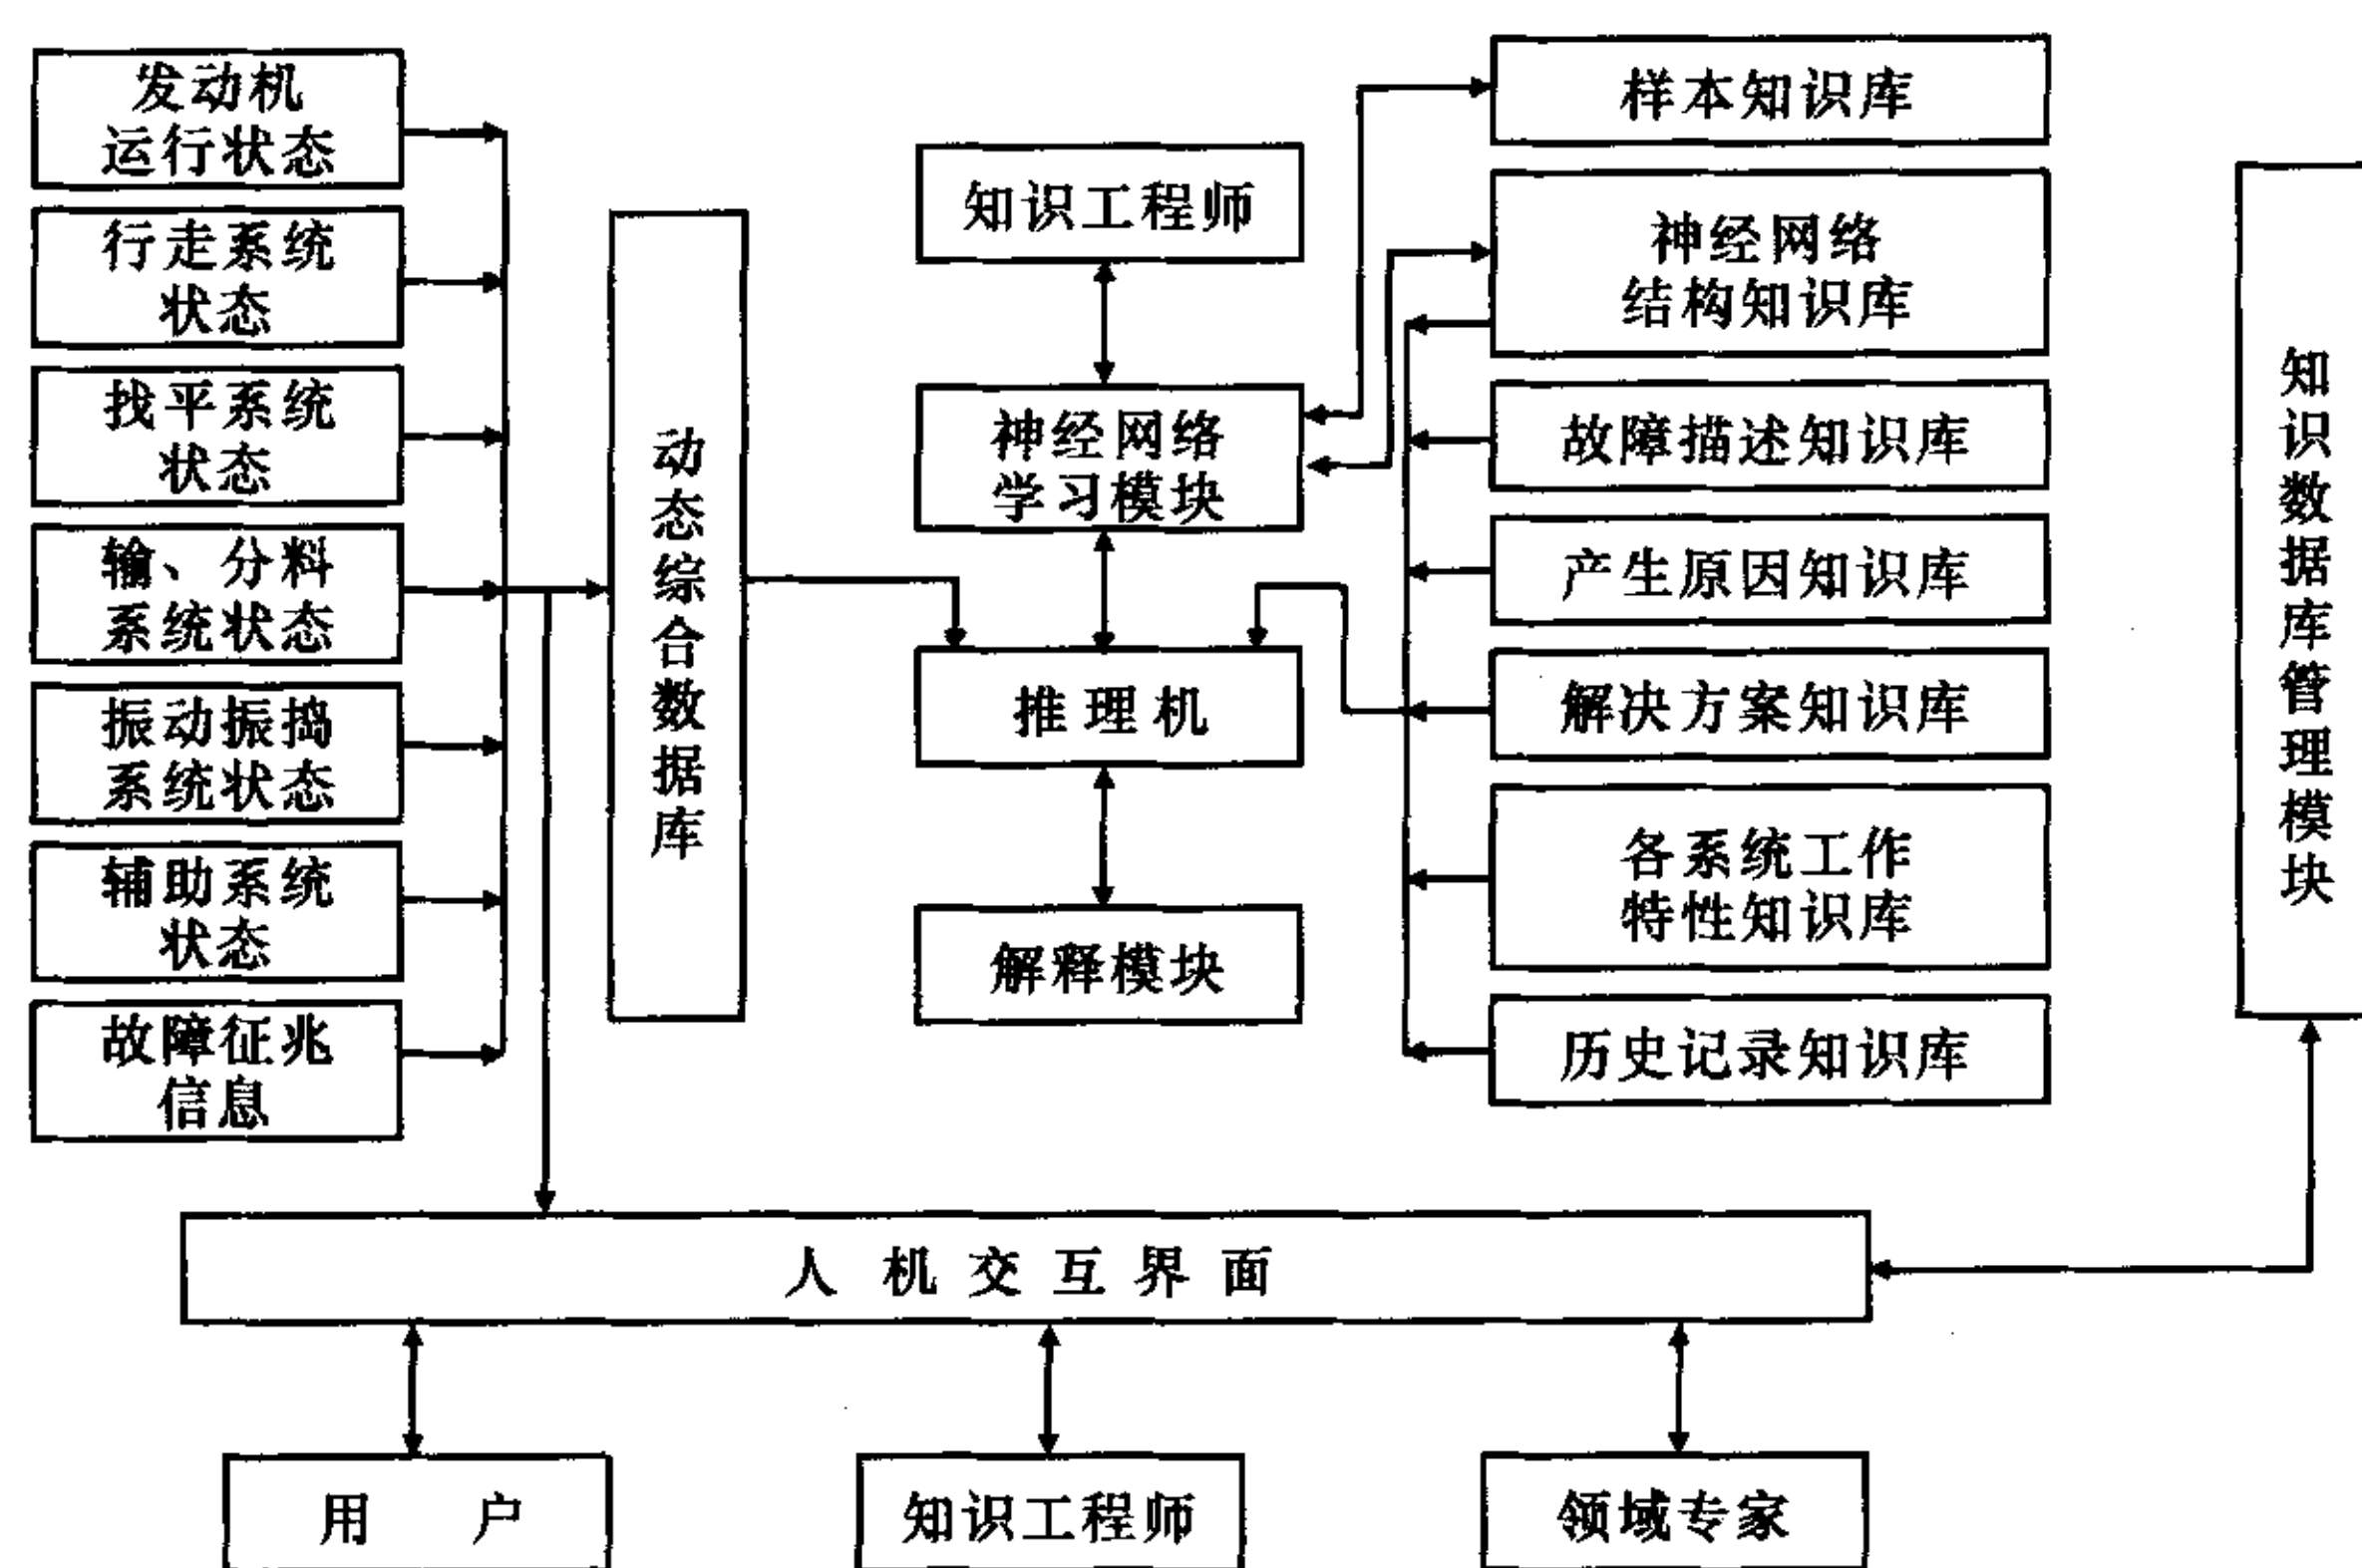 发动机
运行状态
行走系统
状态
找平系统
状态
输、分料
系统状态
振动振捣
系统状态
辅助系统
状态
故障征兆
信息
动态综合数据库
知识工程师
神经网络
学习模块
推理机
解释模块
样本知识库
神经网络
结构知识库
故障描述知识库
产生原因知识库
解决方案知识库
各系统工作
特性知识库
历史记录知识库
知识数据库管理模块
人机交互界面
用 户
知识工程师
领域专家